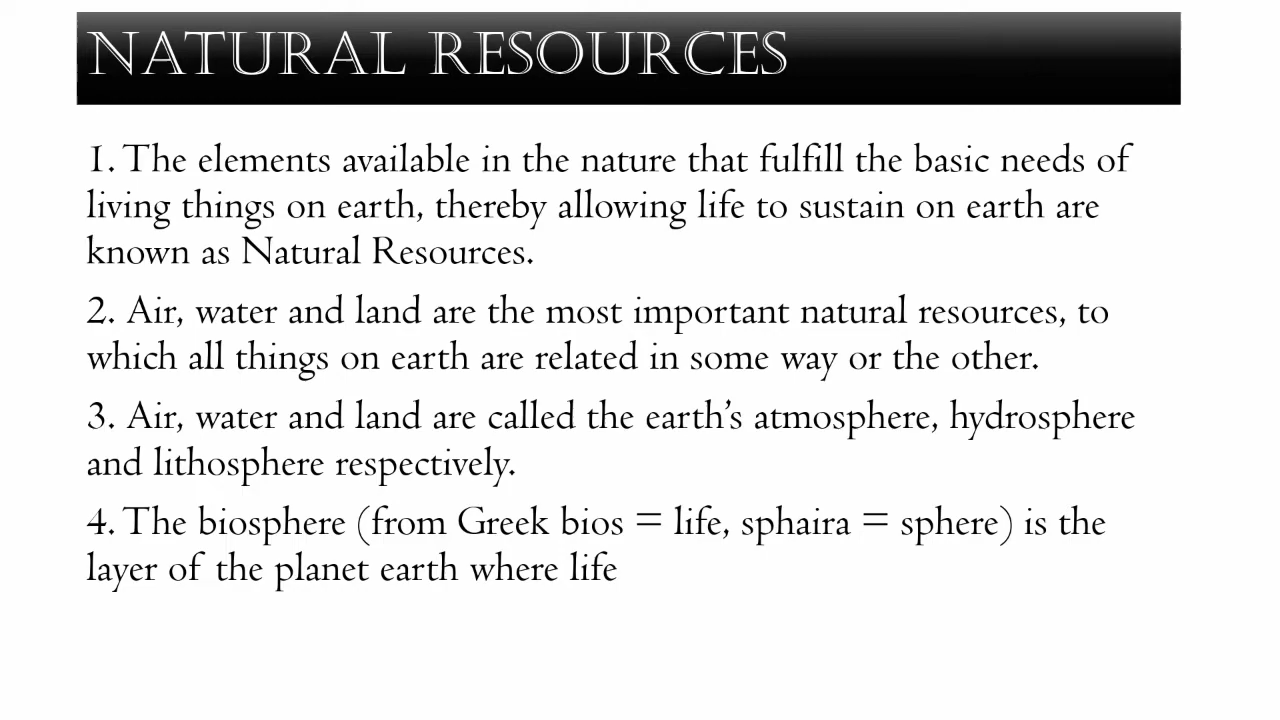 NATURAL RESOURCES
1. The elements available in the nature that fulfill the basic needs of
living things on earth, thereby allowing life to sustain on earth are
known as Natural Resources.
2. Air, water and land are the most important natural resources, to
which all things on earth are related in some way or the other.
3. Air, water and land are called the earth’s atmosphere, hydrosphere
and lithosphere respectively.
4. The biosphere (from Greek bios = life, sphaira = sphere) is the
layer of the planet earth where life